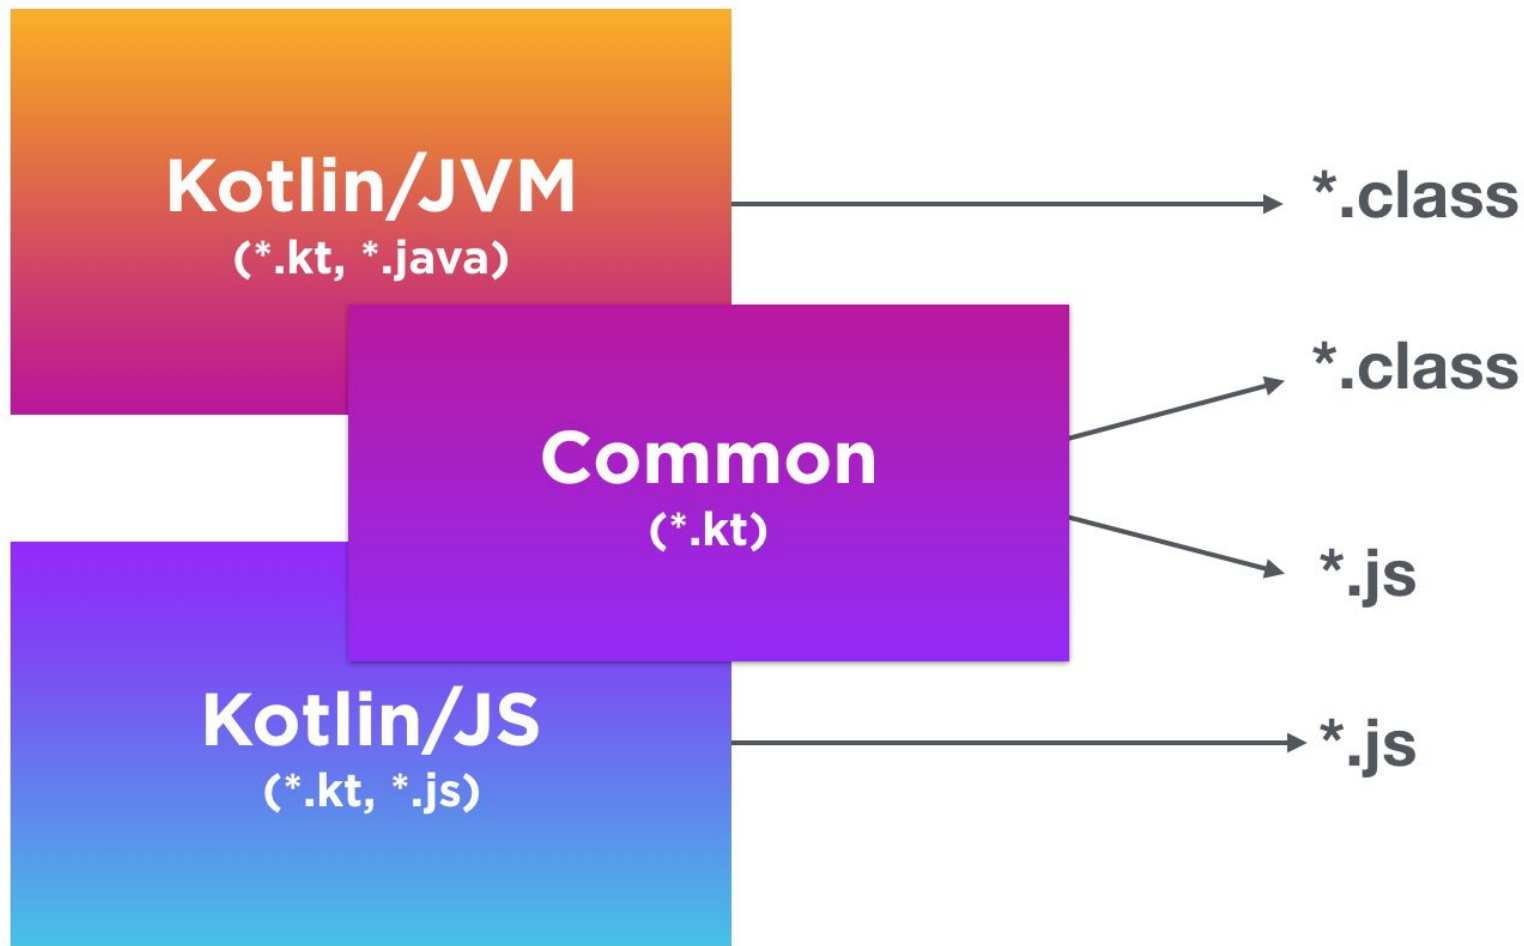 Kotlin/JVM
(*.kt, *.java)
*.class
Common
(*.kt)
*.class
*.js
Kotlin/JS
(*.kt, *.js)
*.js